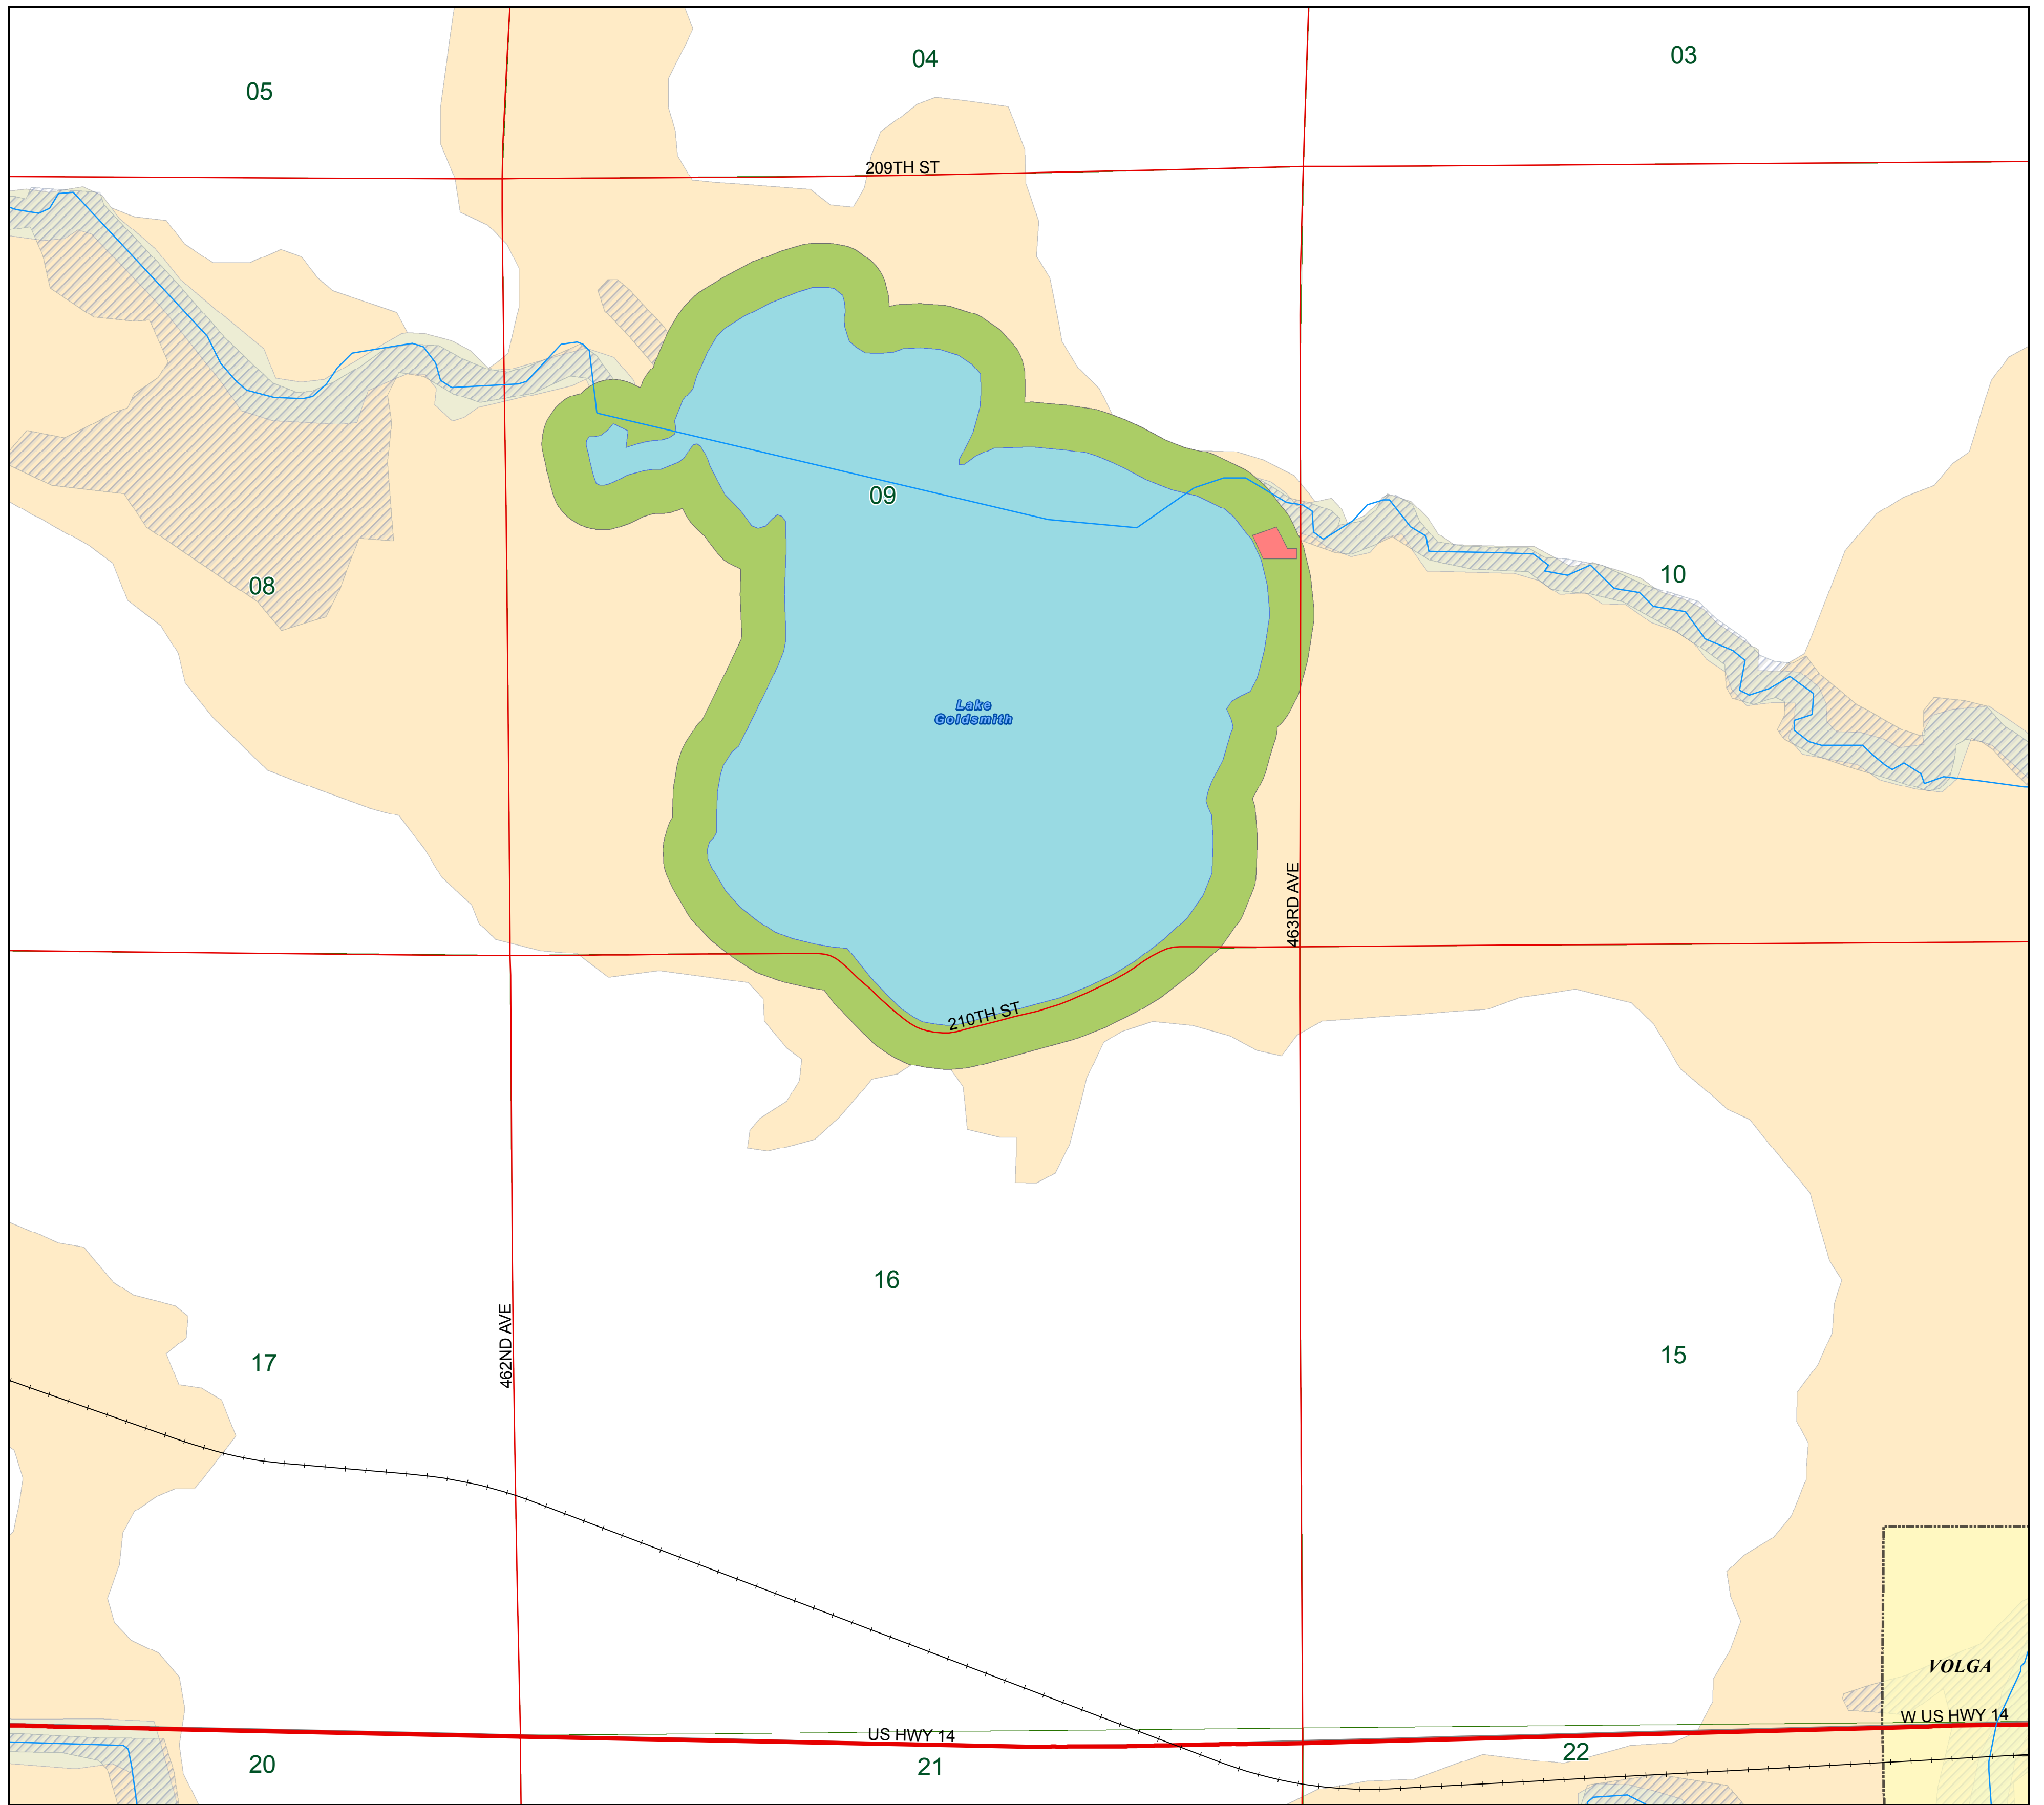 03
04
05
209TH ST
09
10
08
Lake
Goldsmith
463RD AVE
210TH ST
16
462ND AVE
15
17
VOLGA
W US HWY 14
US HWY 14
22
20
21